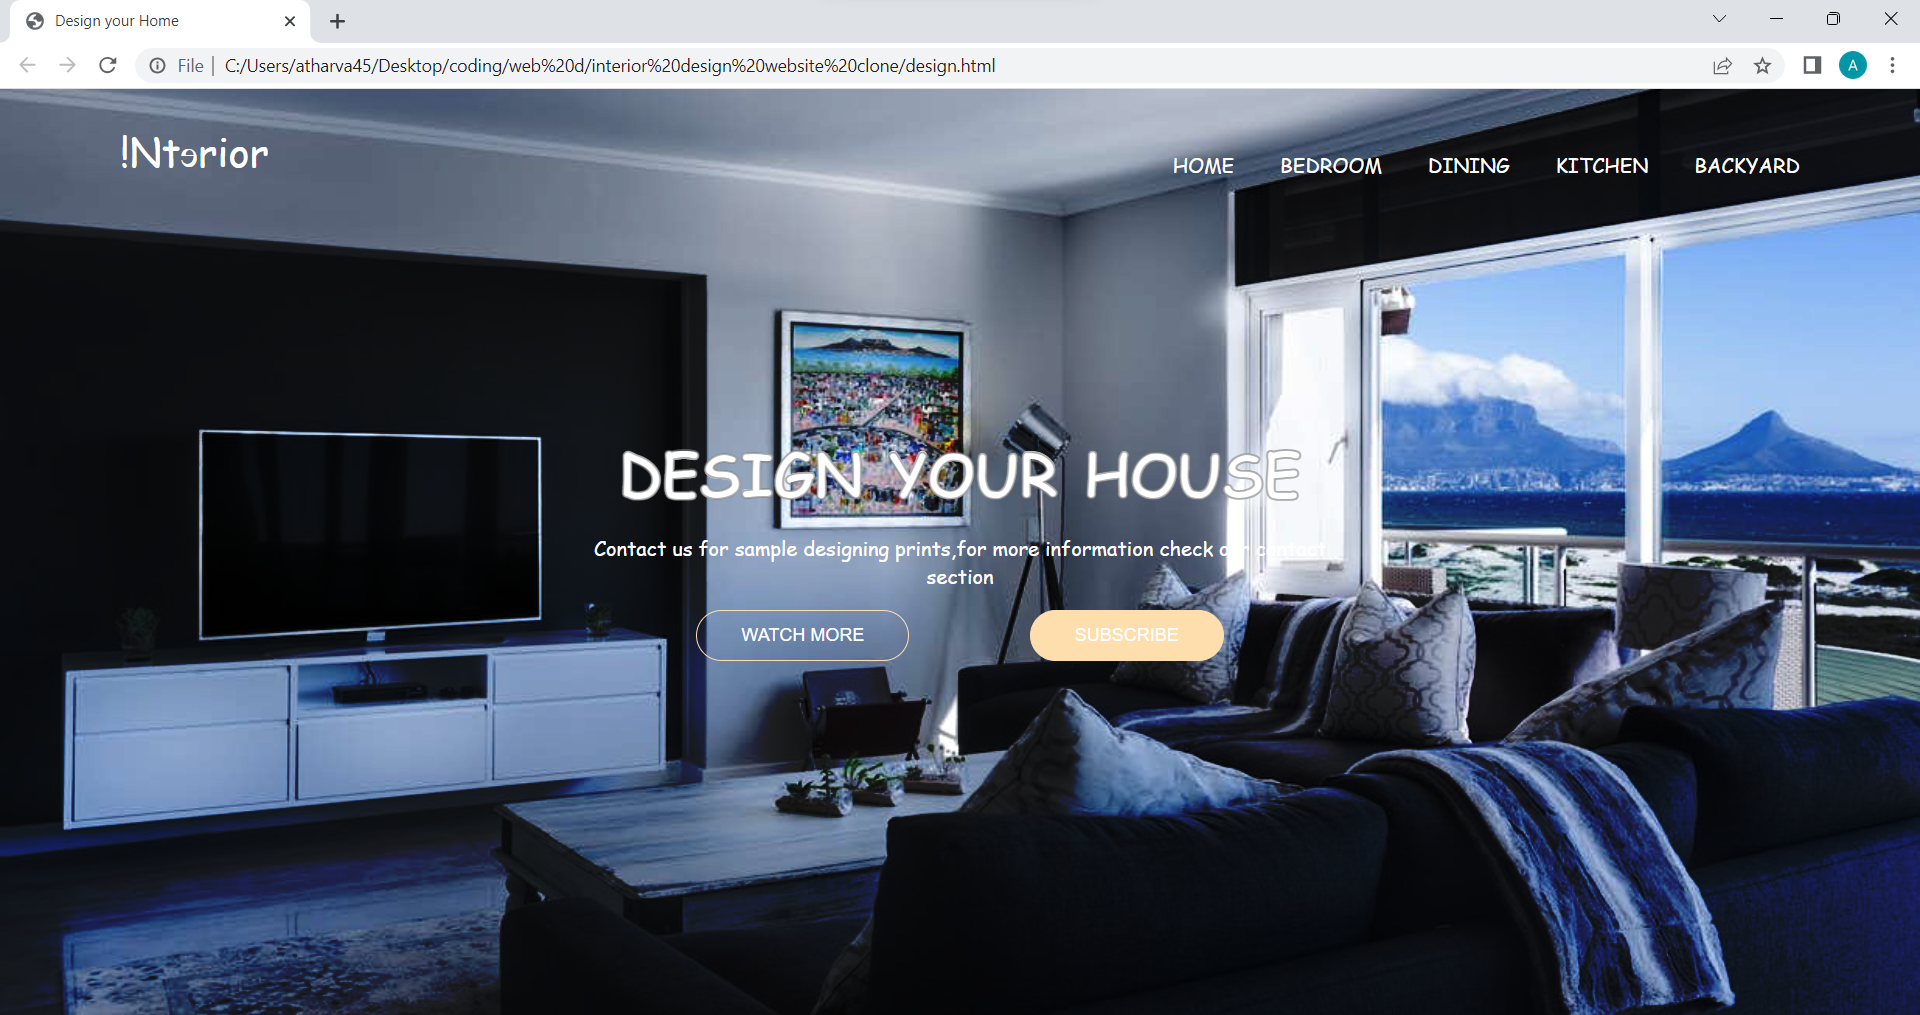 Design your Home
File | C:/Users/atharva45/Desktop/coding/web%20d/interior%20design%20website%20clone/design.html
A
!Ntɘrior
HOME BEDROOM DINING KITCHEN BACKYARD
DESIGN YOUR HOUSE
Contact us for sample designing prints,for more information check our contact
section
WATCH MORE SUBSCRIBE